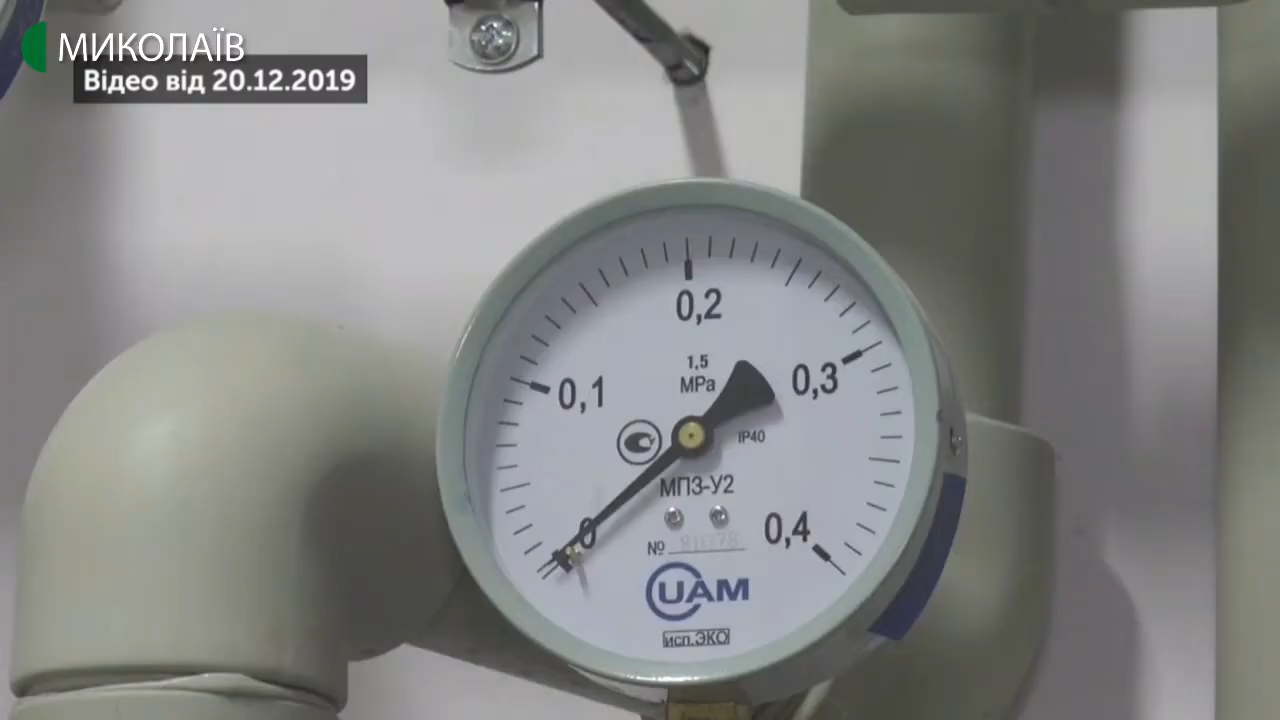 МИКОЛАЇВ
Відео від 20.12.2019
0,2
1,5
MPa
0,1
0,3
IP40
МП3-У2
0
0,4
№
UAM
исп.ЭКО